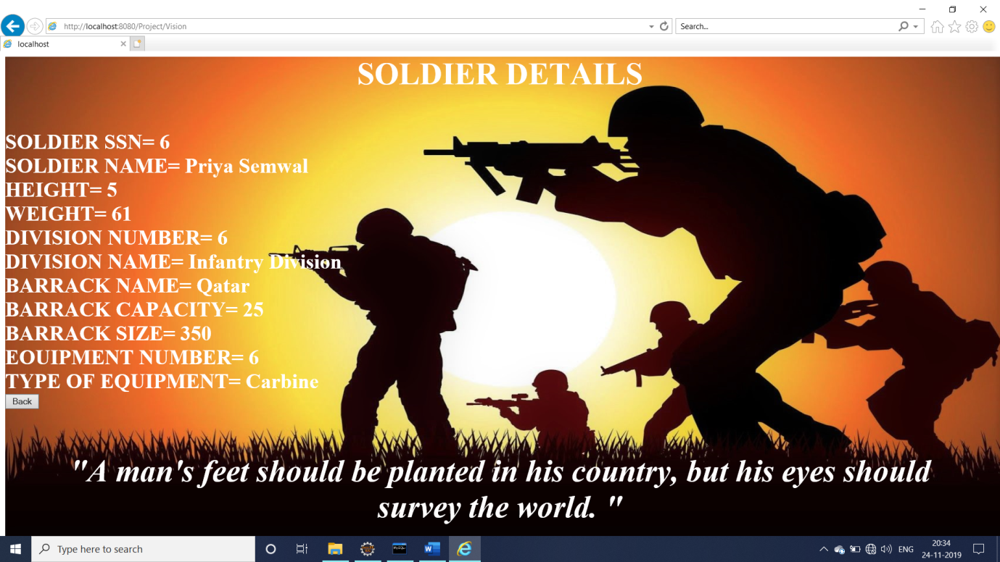 http://localhost:8080/Project/Vision
Search...
localhost
SOLDIER DETAILS
SOLDIER SSN= 6
SOLDIER NAME= Priya Semwal
HEIGHT= 5
WEIGHT= 61
DIVISION NUMBER= 6
DIVISION NAME= Infantry Division
BARRACK NAME= Qatar
BARRACK CAPACITY= 25
BARRACK SIZE= 350
EOUIPMENT NUMBER= 6
TYPE OF EQUIPMENT= Carbine
Back
"A man's feet should be planted in his country, but his eyes should
survey the world. "
Type here to search
MySQL
W
ENG
20:34
24-11-2019